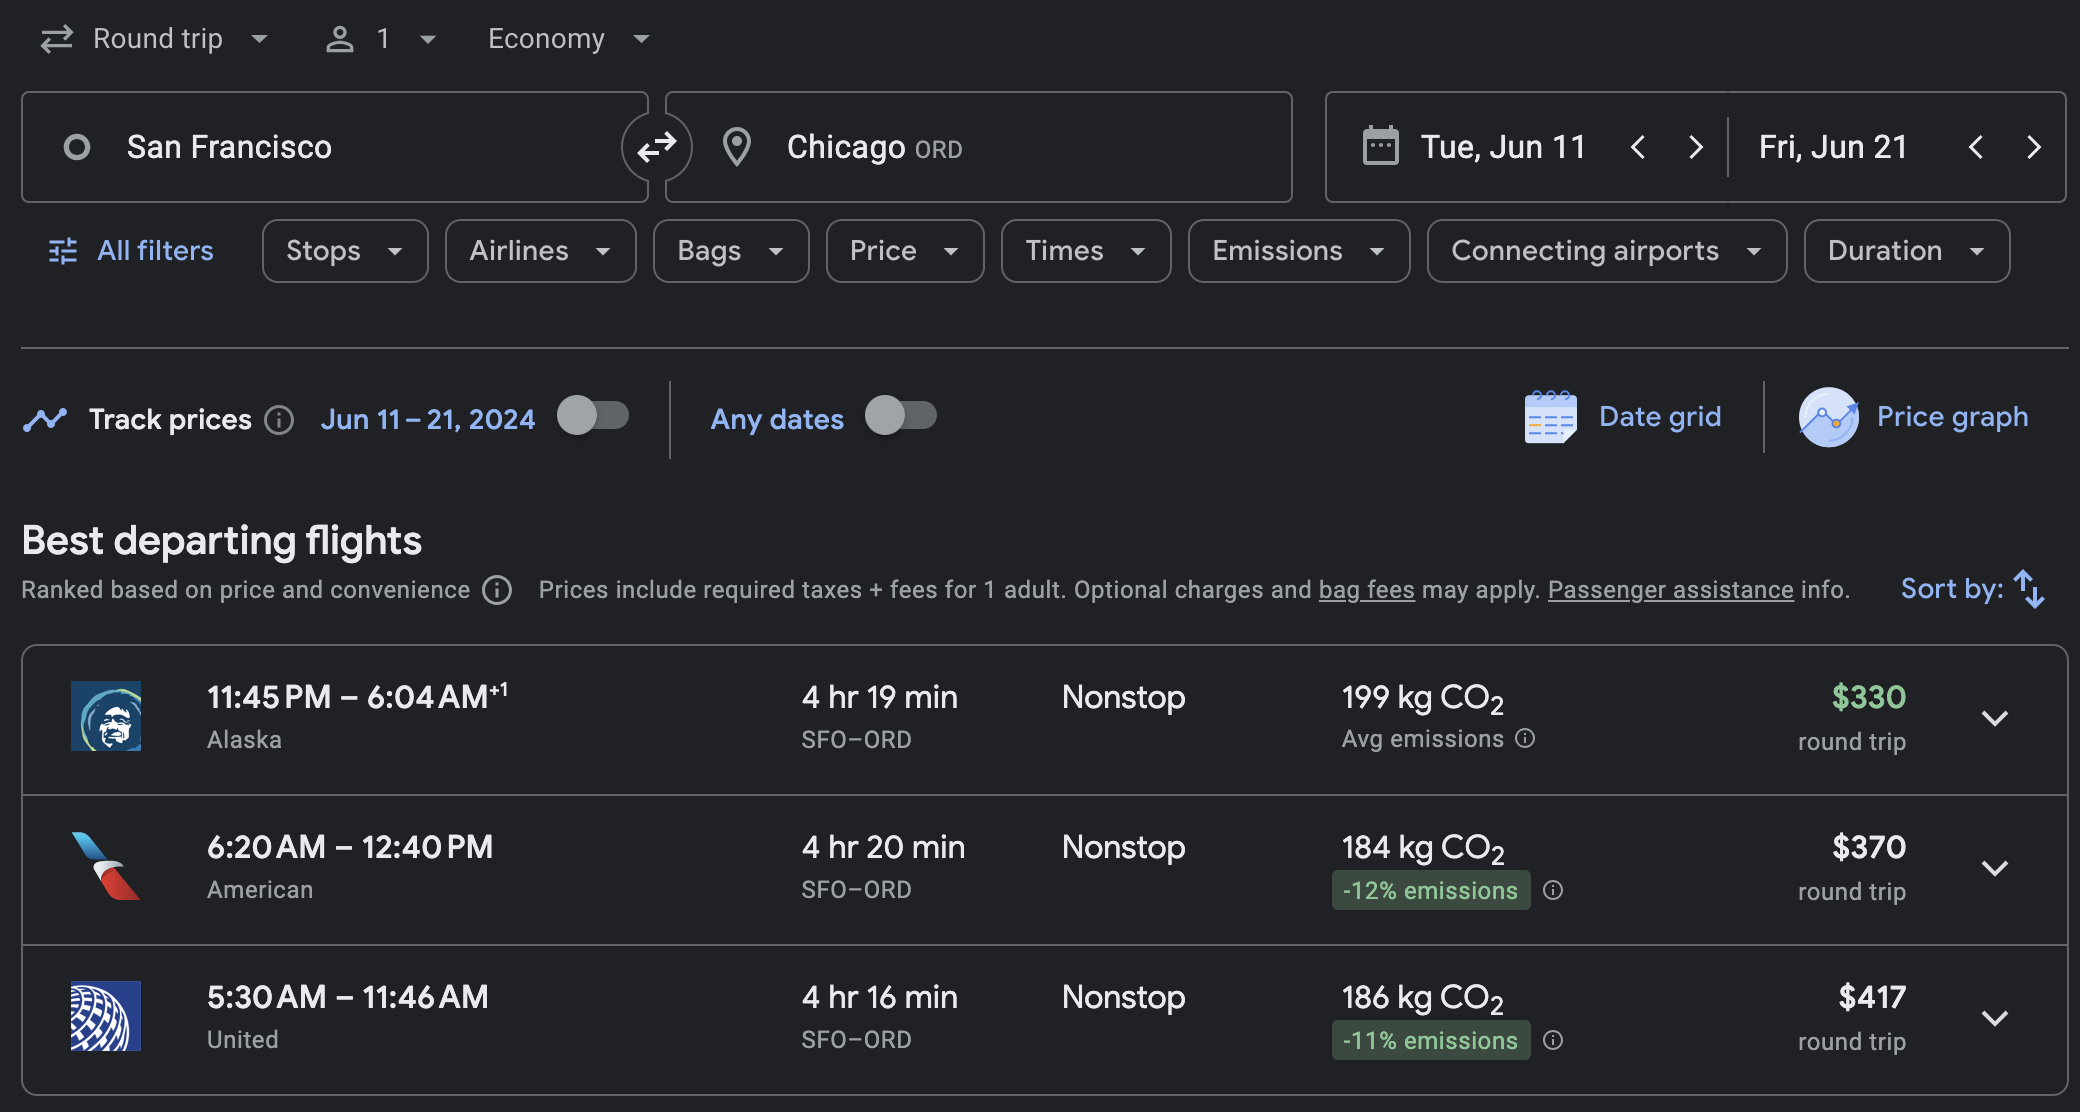 Round trip 1 Economy
San Francisco Chicago ORD Tue, Jun 11 Fri, Jun 21
All filters Stops Airlines Bags Price Times Emissions Connecting airports Duration
Track prices Jun 11 – 21, 2024 Any dates Date grid Price graph
Best departing flights
Ranked based on price and convenience Prices include required taxes + fees for 1 adult. Optional charges and bag fees may apply. Passenger assistance info. Sort by:
11:45 PM – 6:04 AM+1 4 hr 19 min Nonstop 199 kg CO2 $330
Alaska SFO–ORD Avg emissions round trip
6:20 AM – 12:40 PM 4 hr 20 min Nonstop 184 kg CO2 $370
American SFO–ORD -12% emissions round trip
5:30 AM – 11:46 AM 4 hr 16 min Nonstop 186 kg CO2 $417
United SFO–ORD -11% emissions round trip